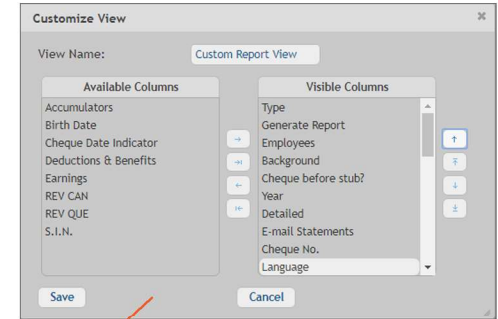 Customize View
View Name: Custom Report View
Available Columns
Accumulators
Birth Date
Cheque Date Indicator
Deductions & Benefits
Earnings
REV CAN
REV QUE
S.I.N.
Visible Columns
Type
Generate Report
Employees
Background
Cheque before stub?
Year
Detailed
E-mail Statements
Cheque No.
Language
Save Cancel